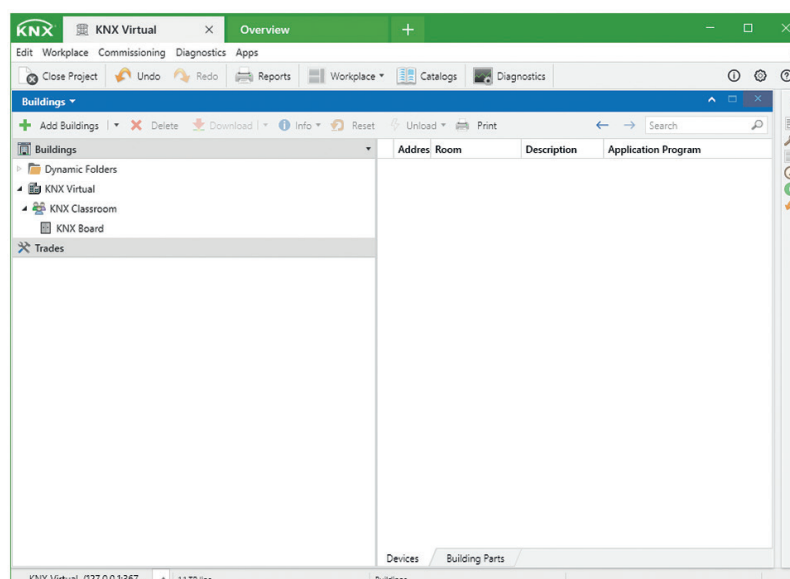 KNX KNX Virtual × Overview +
Edit Workplace Commissioning Diagnostics Apps
Close Project Undo Redo Reports Workplace Catalogs Diagnostics
Buildings
Add Buildings Delete Download Info Reset Unload Print Search
Buildings
Addres Room Description Application Program
Dynamic Folders
KNX Virtual
KNX Classroom
KNX Board
Trades
Devices Building Parts